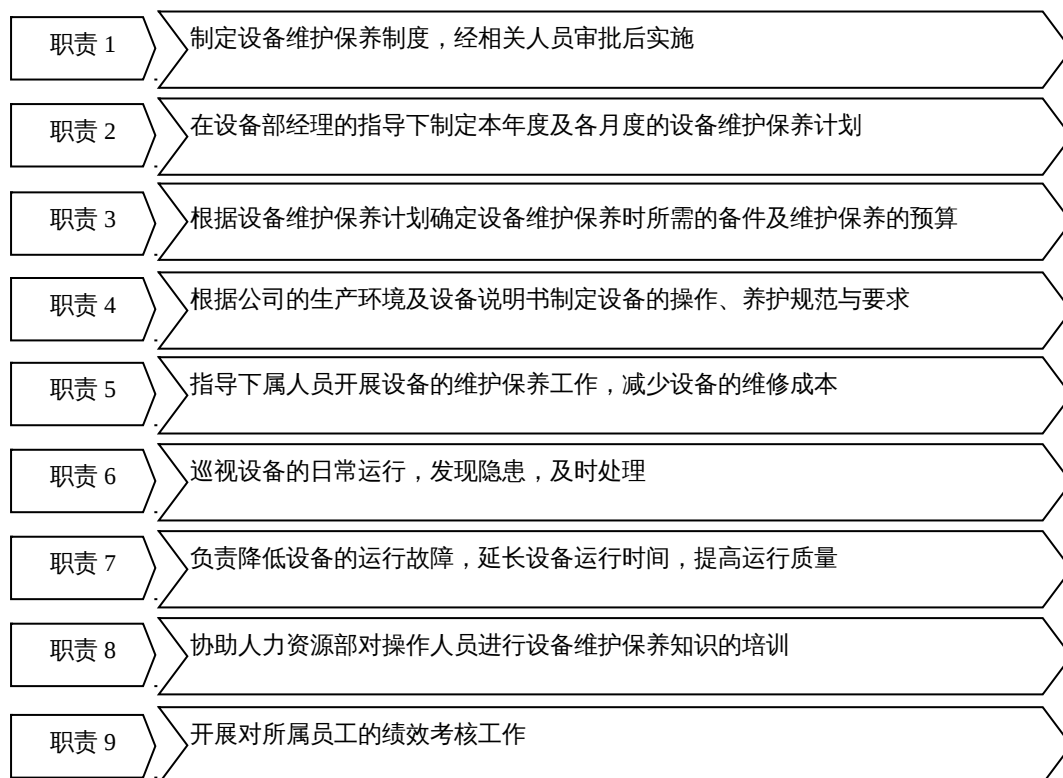 职责 1
制定设备维护保养制度，经相关人员审批后实施
职责 2
在设备部经理的指导下制定本年度及各月度的设备维护保养计划
职责 3
根据设备维护保养计划确定设备维护保养时所需的备件及维护保养的预算
职责 4
根据公司的生产环境及设备说明书制定设备的操作、养护规范与要求
职责 5
指导下属人员开展设备的维护保养工作，减少设备的维修成本
职责 6
巡视设备的日常运行，发现隐患，及时处理
职责 7
负责降低设备的运行故障，延长设备运行时间，提高运行质量
职责 8
协助人力资源部对操作人员进行设备维护保养知识的培训
职责 9
开展对所属员工的绩效考核工作